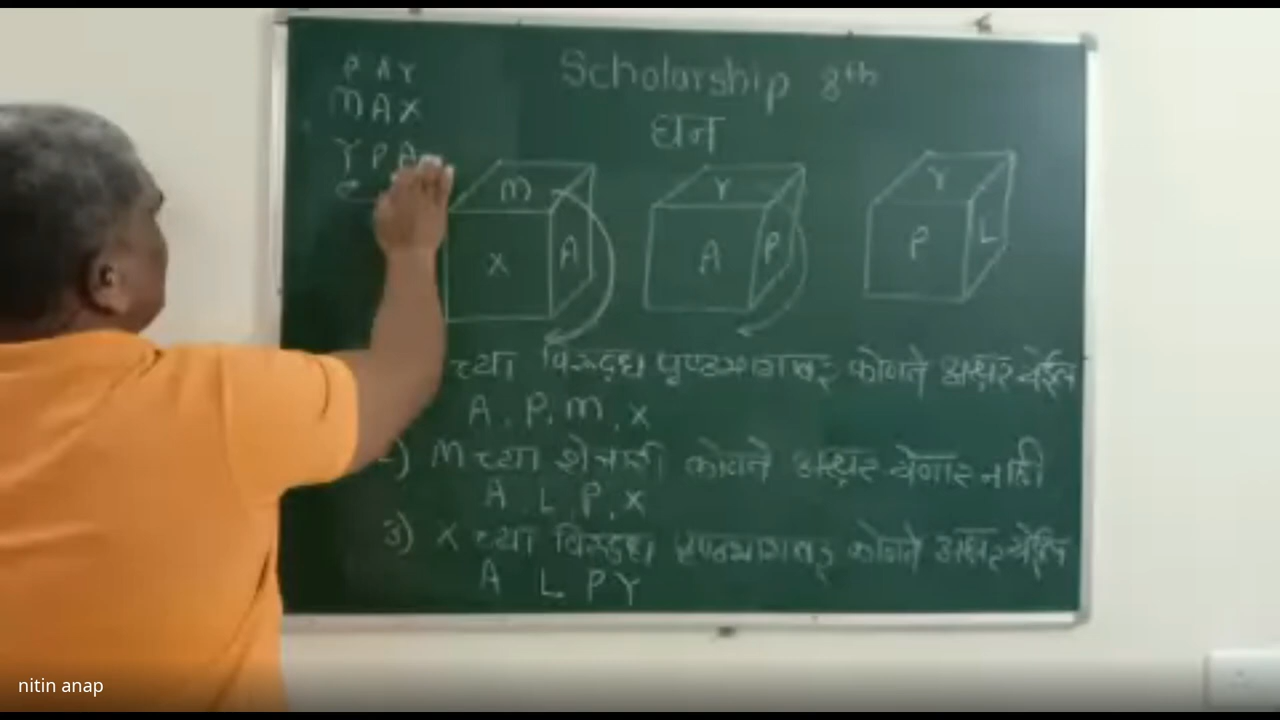 Scholarship 8th
घन
P A Y
M A X
Y P A
M
X A
Y
A P
Y
P L
च्या विरुद्ध पृष्ठभागावर कोणते अक्षर येईल
A , P, M , X
2) M च्या शेजारी कोणते अक्षर येणार नाही
A L , P, X
3) X च्या विरुद्ध पृष्ठभागावर कोणते अक्षर येईल
A L P Y
nitin anap